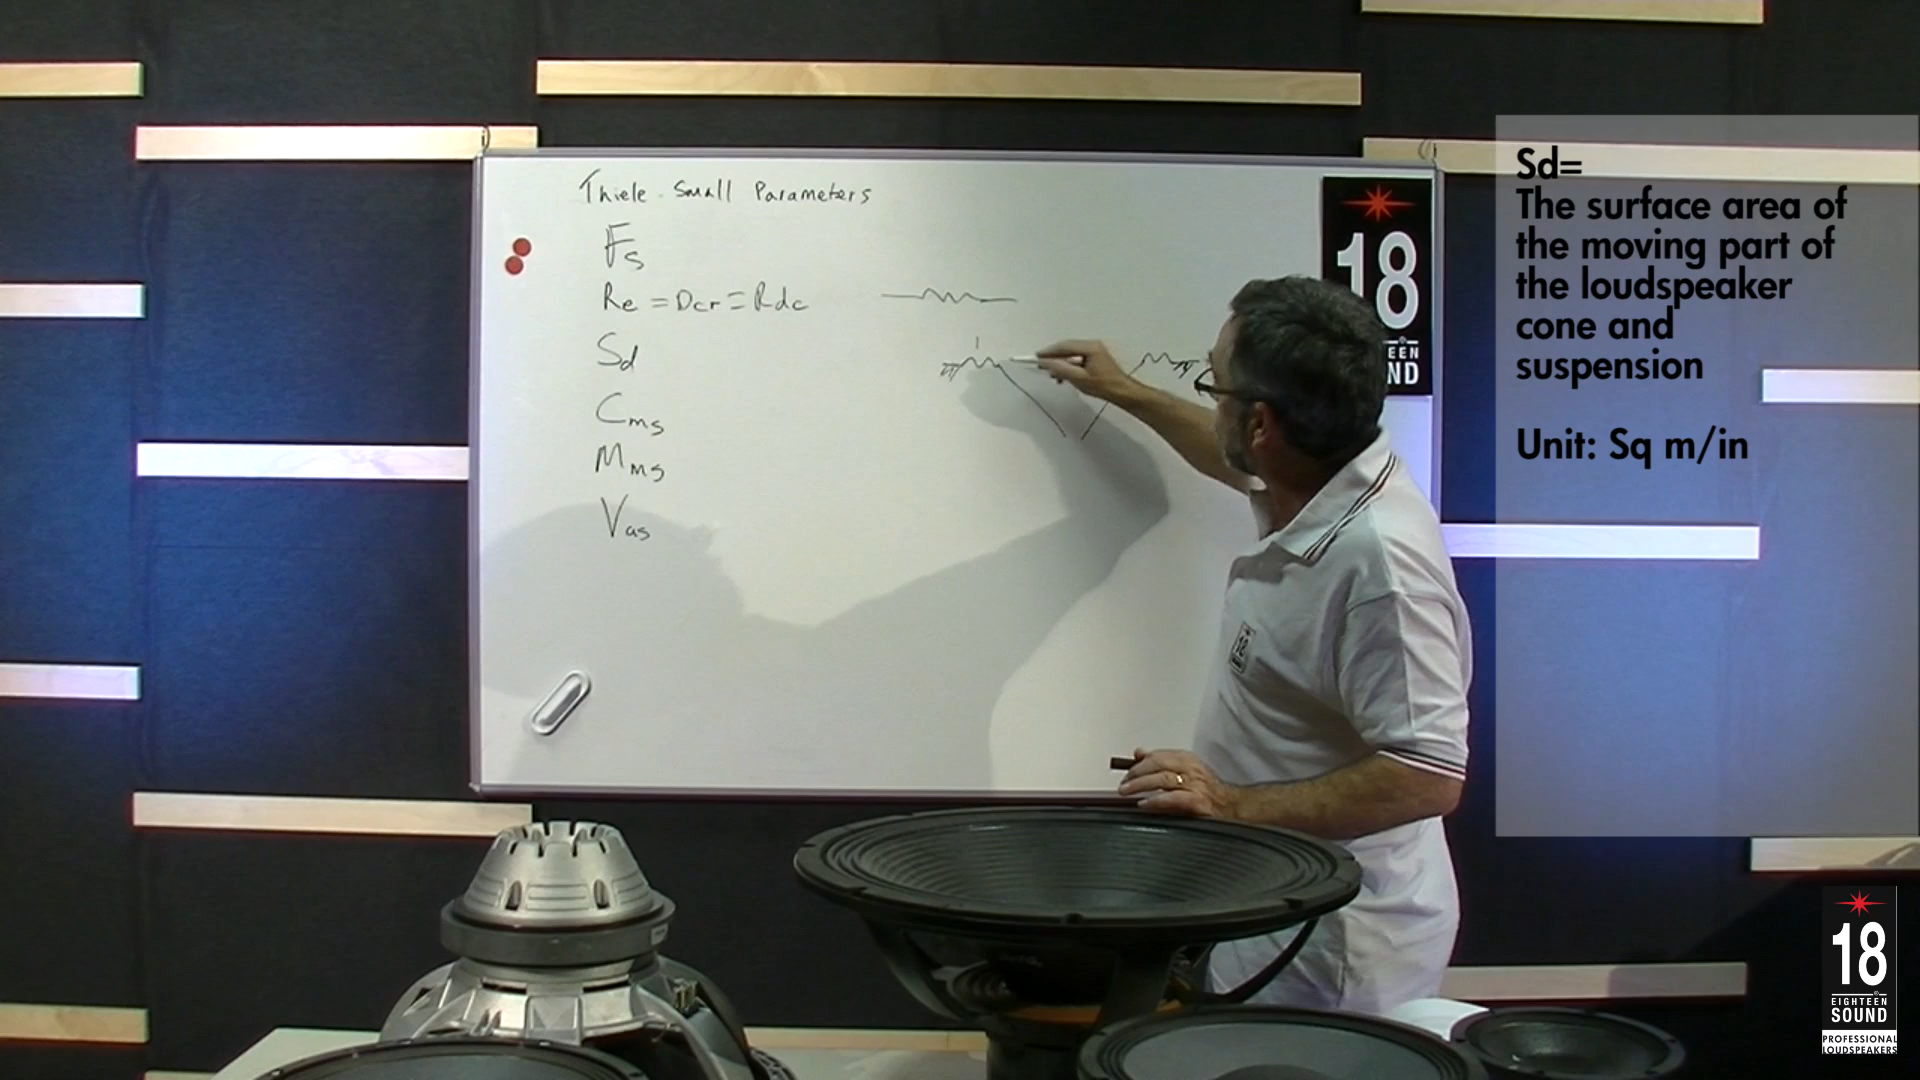 Thiele-Small Parameters
Fs
Re = Dcr = Rdc
Sd
Cms
Mms
Vas
18
EEN
ND
18
Sd=
The surface area of
the moving part of
the loudspeaker
cone and
suspension
Unit: Sq m/in
18
EIGHTEEN
SOUND
PROFESSIONAL
LOUDSPEAKERS